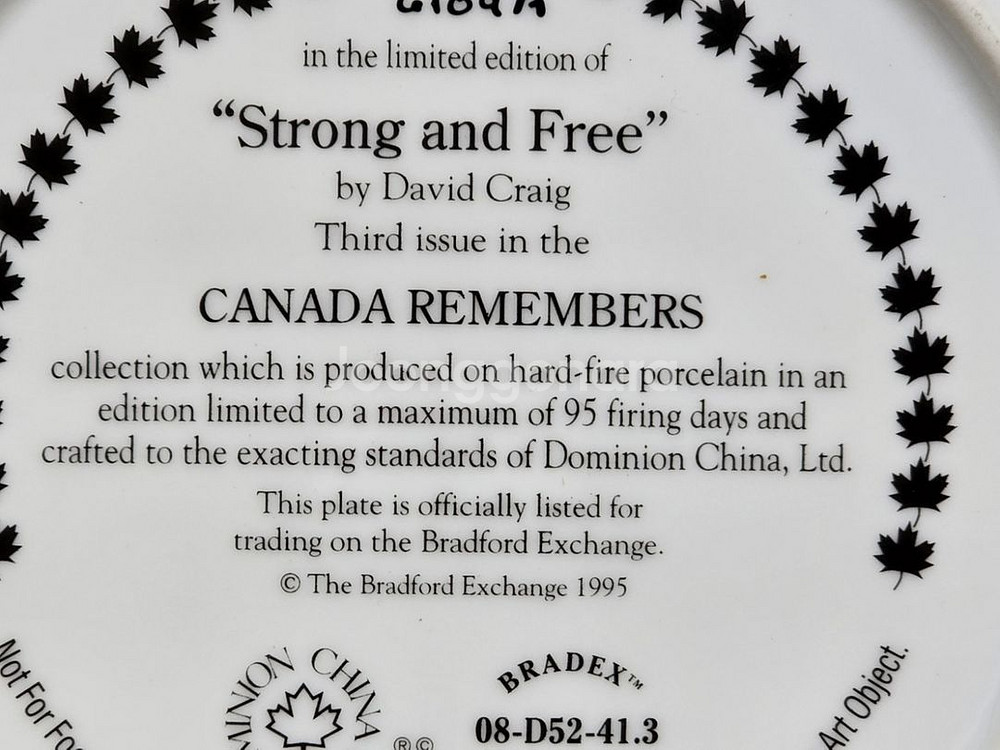 in the limited edition of
“Strong and Free”
by David Craig
Third issue in the
CANADA REMEMBERS
collection which is produced on hard-fire porcelain in an
edition limited to a maximum of 95 firing days and
crafted to the exacting standards of Dominion China, Ltd.
This plate is officially listed for
trading on the Bradford Exchange.
© The Bradford Exchange 1995
Not For
Art Object.
CHINA
® ©
BRADEX™
08-D52-41.3